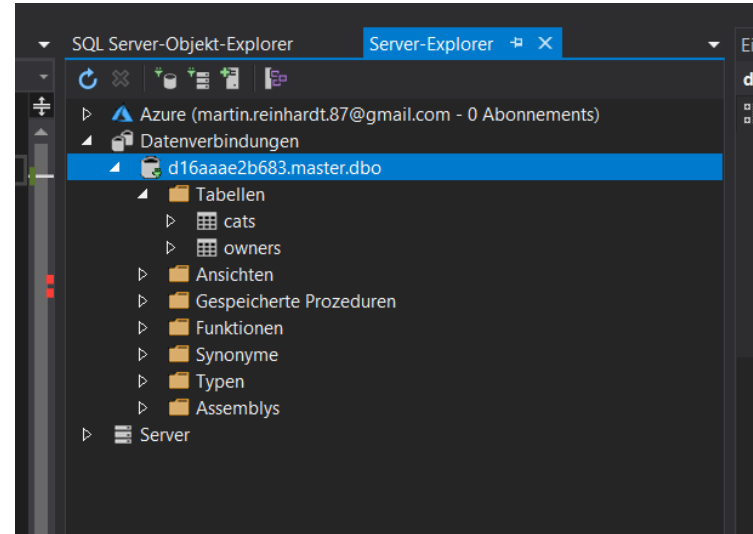 SQL Server-Objekt-Explorer Server-Explorer Ei
d
Azure (martin.reinhardt.87@gmail.com - 0 Abonnements)
Datenverbindungen
d16aaae2b683.master.dbo
Tabellen
cats
owners
Ansichten
Gespeicherte Prozeduren
Funktionen
Synonyme
Typen
Assemblys
Server